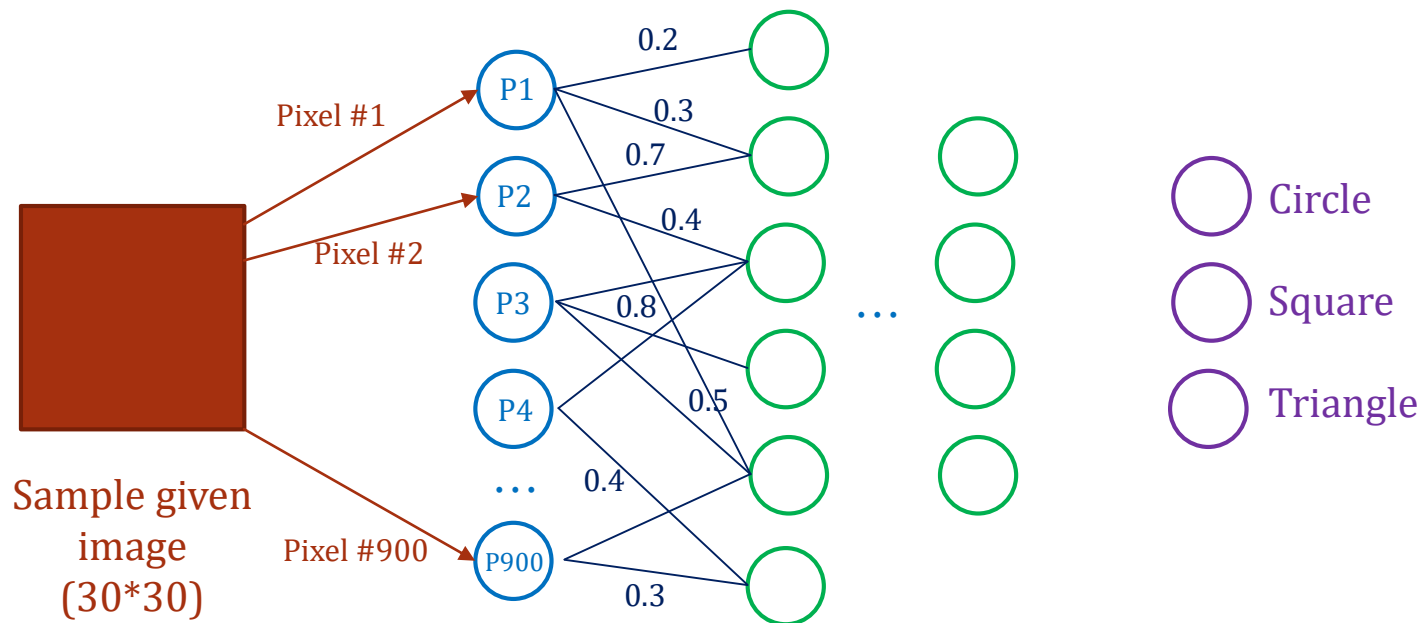 Pixel #1
Pixel #2
Pixel #900
Sample given
image
(30*30)
P1
P2
P3
P4
...
P900
0.2
0.3
0.7
0.4
0.8
0.5
0.4
0.3
...
Circle
Square
Triangle